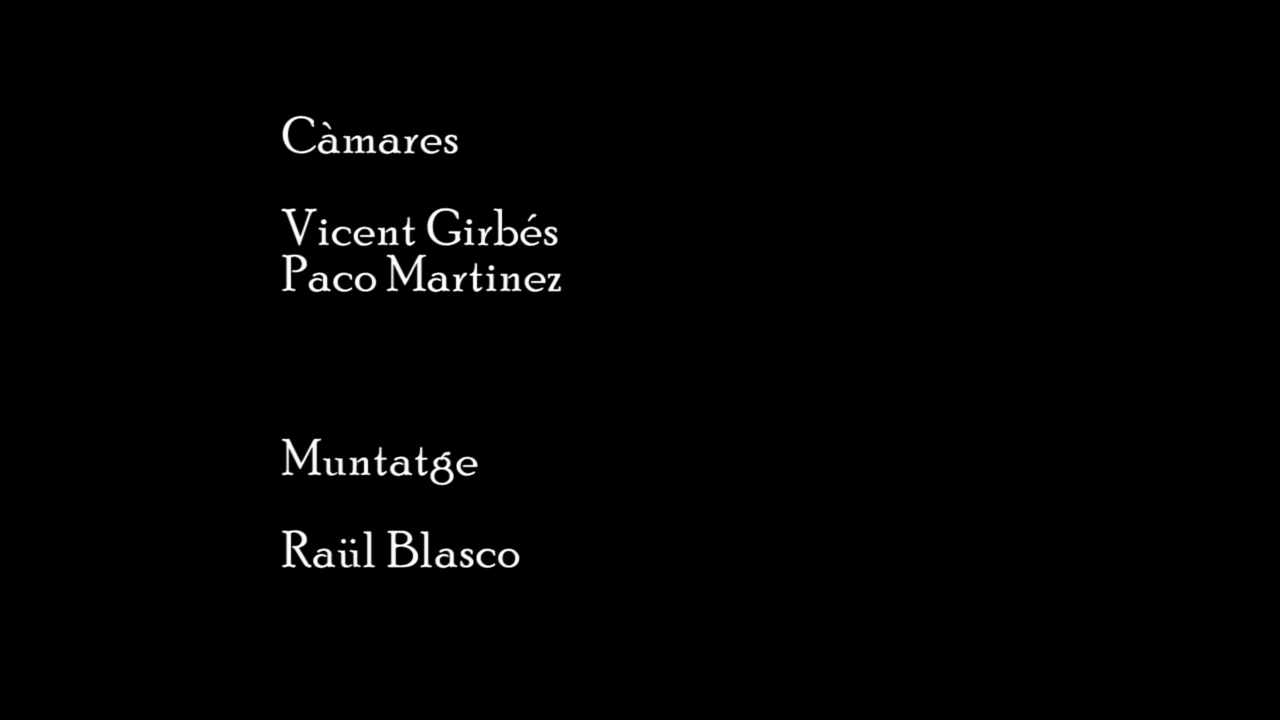 Càmares
Vicent Girbés
Paco Martinez
Muntatge
Raül Blasco